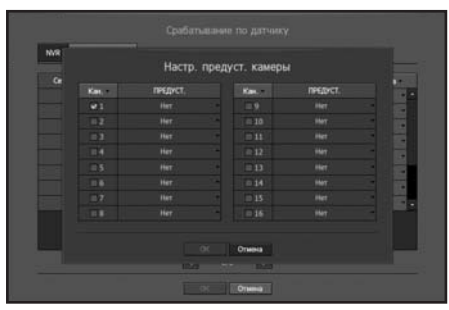 Срабатывание по датчику
NVR
Настр. предуст. камеры
Кан. ПРЕДУСТ. Кан. ПРЕДУСТ.
1 Нет 9 Нет
2 Нет 10 Нет
3 Нет 11 Нет
4 Нет 12 Нет
5 Нет 13 Нет
6 Нет 14 Нет
7 Нет 15 Нет
8 Нет 16 Нет
OK Отмена
OK Отмена